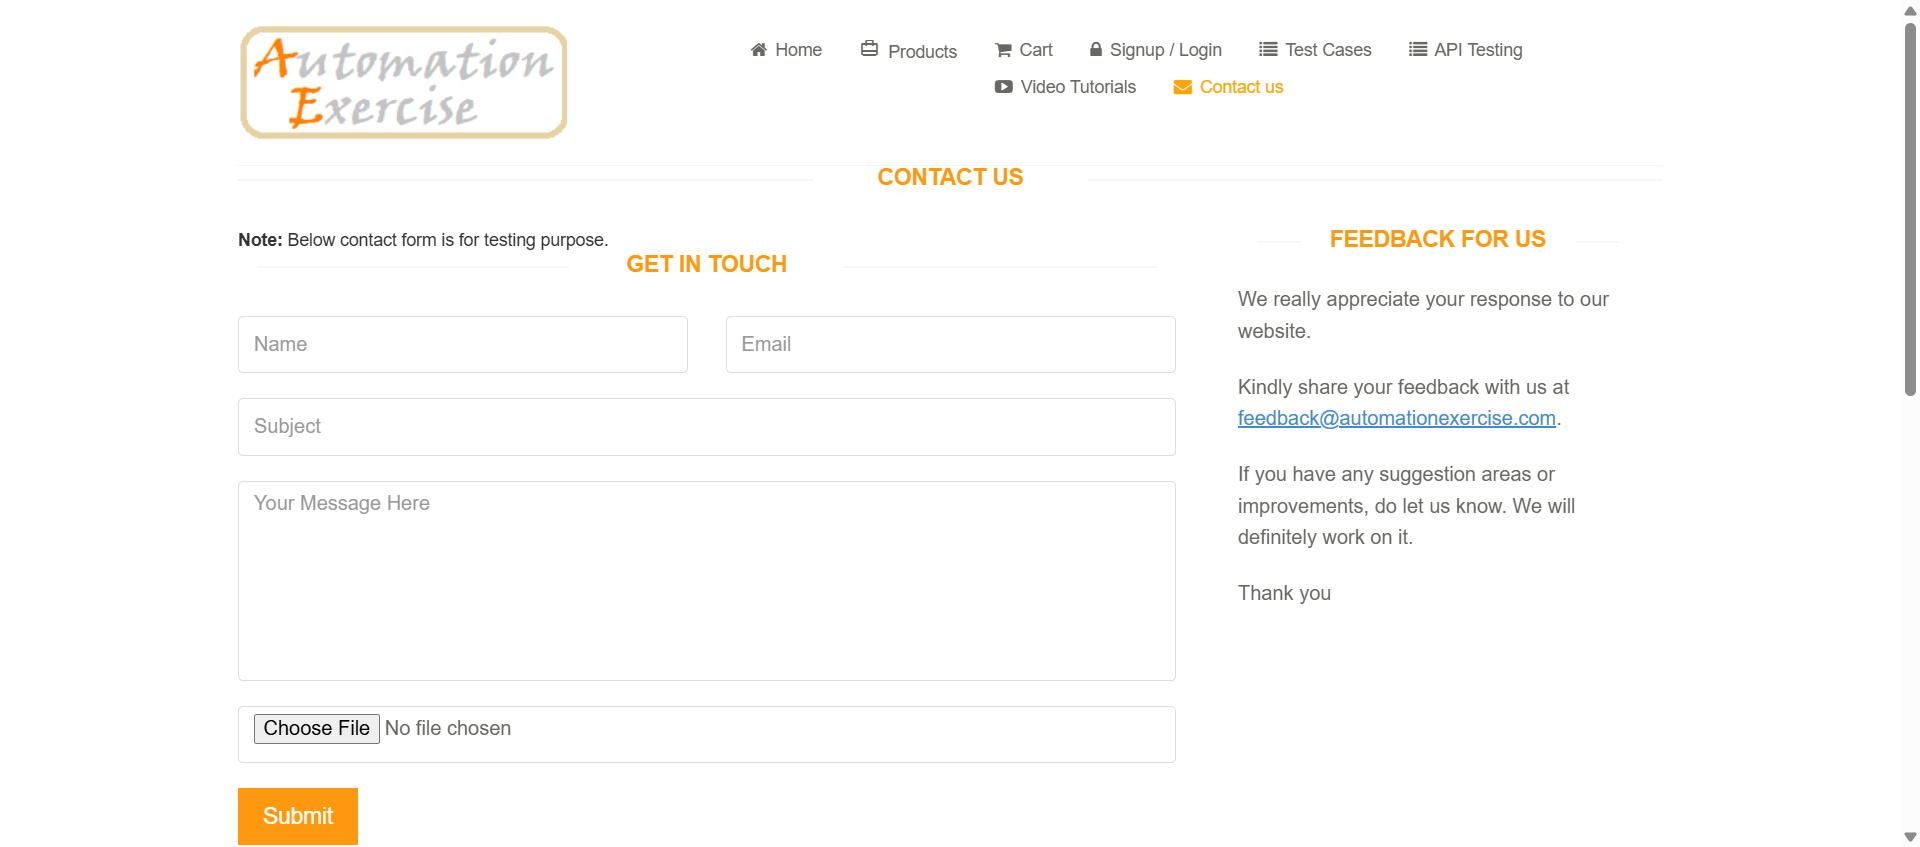 Automation
Exercise
Home Products Cart Signup / Login Test Cases API Testing
Video Tutorials Contact us
CONTACT US
Note: Below contact form is for testing purpose.
GET IN TOUCH
Name Email
Subject
Your Message Here
Choose File No file chosen
Submit
FEEDBACK FOR US
We really appreciate your response to our
website.
Kindly share your feedback with us at
feedback@automationexercise.com.
If you have any suggestion areas or
improvements, do let us know. We will
definitely work on it.
Thank you